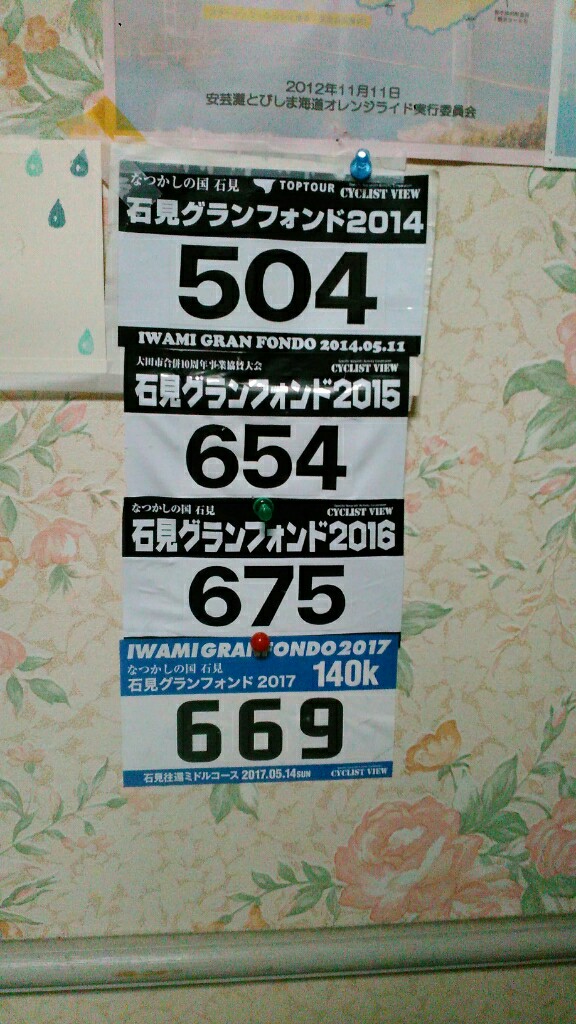 2012年11月11日
安芸灘とびしま海道オレンジライド実行委員会
なつかしの国 石見 TOPTOUR CYCLIST VIEW
石見グランフォンド2014
504
IWAMI GRAN FONDO 2014.05.11
大田市合併10周年事業協賛大会 CYCLIST VIEW
石見グランフォンド2015
654
なつかしの国 石見 CYCLIST VIEW
石見グランフォンド2016
675
IWAMI GRAN FONDO 2017
なつかしの国 石見
石見グランフォンド 2017 140k
669
石見往還ミドルコース 2017.05.14SUN CYCLIST VIEW